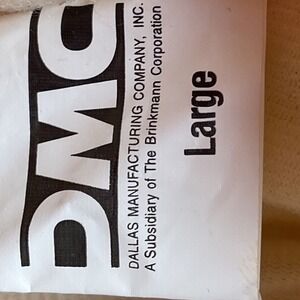 DMC
DALLAS MANUFACTURING COMPANY, INC.
A Subsidiary of The Brinkmann Corporation
Large